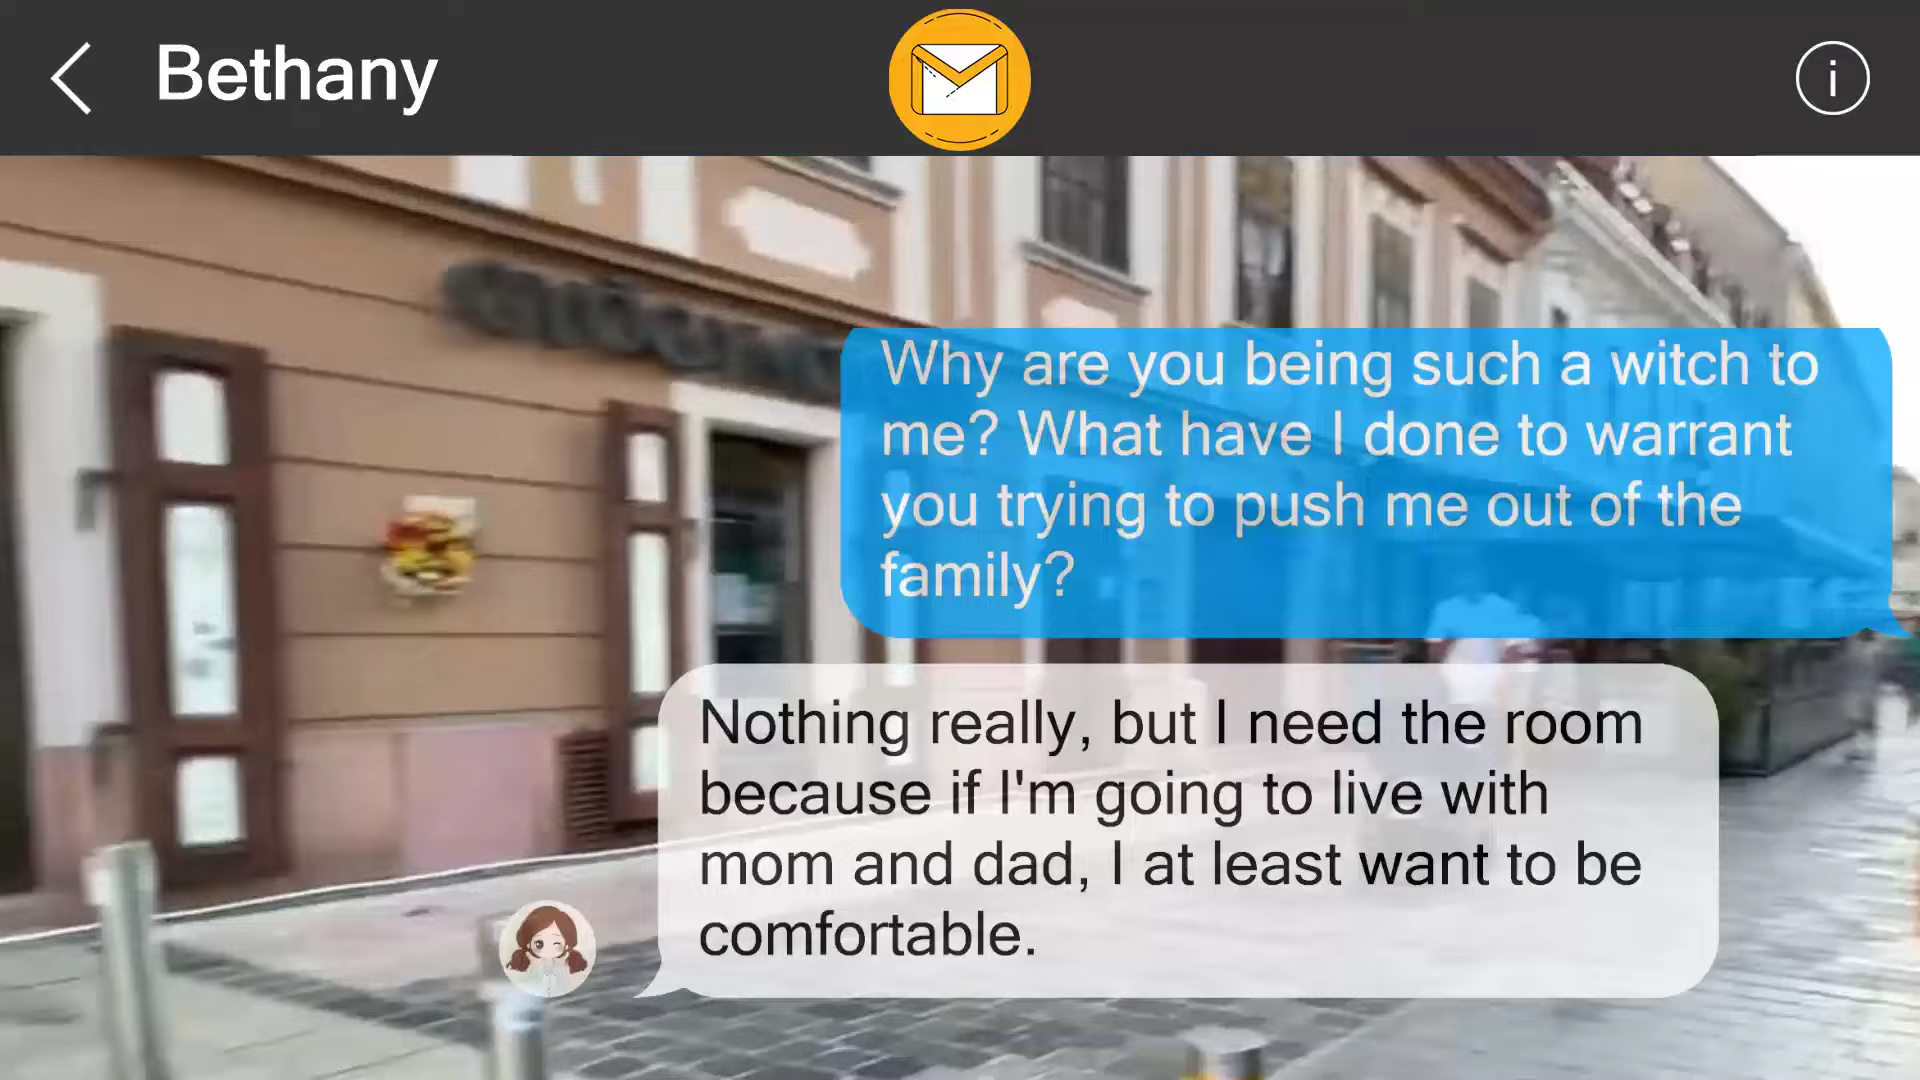 Bethany
Why are you being such a witch to
me? What have I done to warrant
you trying to push me out of the
family?
Nothing really, but I need the room
because if I'm going to live with
mom and dad, I at least want to be
comfortable.